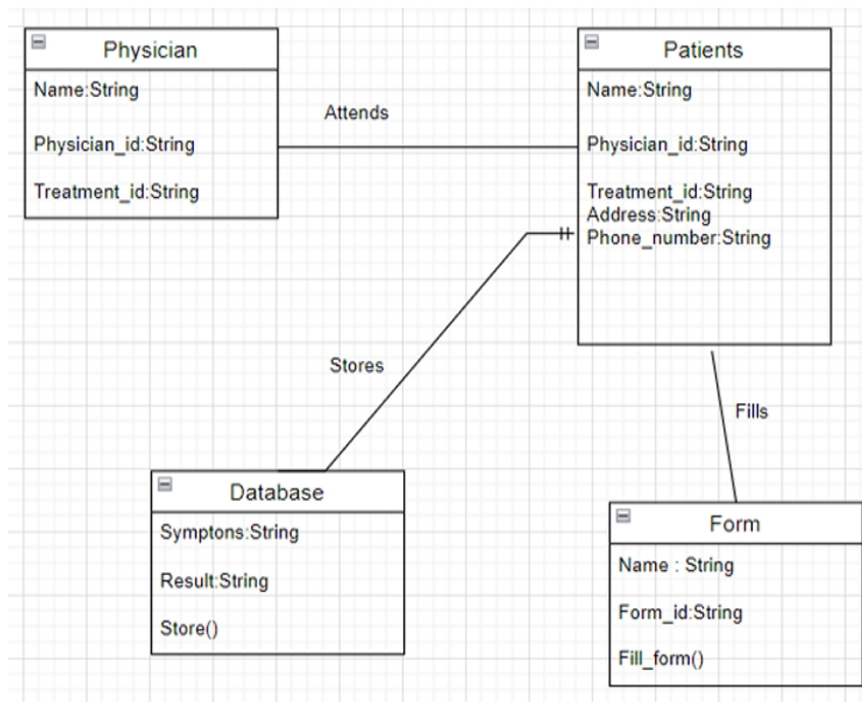 Physician
Name:String
Physician_id:String
Treatment_id:String
Attends
Patients
Name:String
Physician_id:String
Treatment_id:String
Address:String
Phone_number:String
Stores
Fills
Database
Symptons:String
Result:String
Store()
Form
Name : String
Form_id:String
Fill_form()